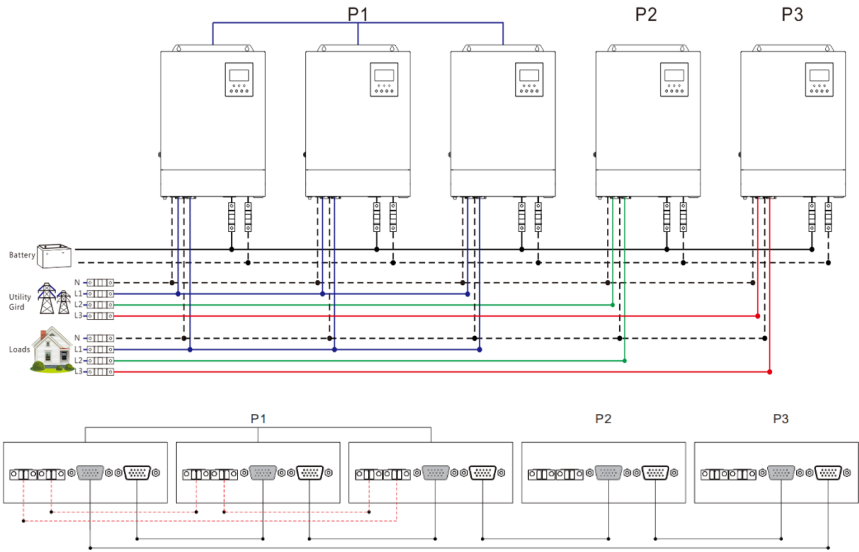 P1 P2 P3
Battery
N
L1
Utility
Gird
L2
L3
N
Loads
L1
L2
L3
P1 P2 P3